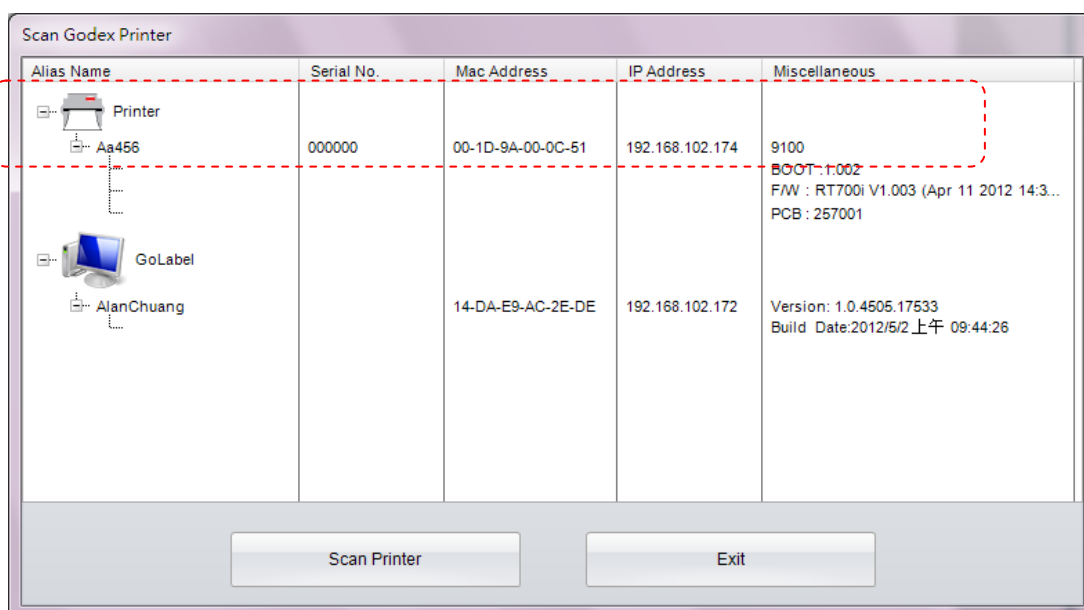 Scan Godex Printer
Alias Name Serial No. Mac Address IP Address Miscellaneous
Printer
Aa456 000000 00-1D-9A-00-0C-51 192.168.102.174 9100
BOOT :1.002
F/W : RT700i V1.003 (Apr 11 2012 14:3...
PCB : 257001
GoLabel
AlanChuang 14-DA-E9-AC-2E-DE 192.168.102.172 Version: 1.0.4505.17533
Build Date:2012/5/2 上午 09:44:26
Scan Printer Exit